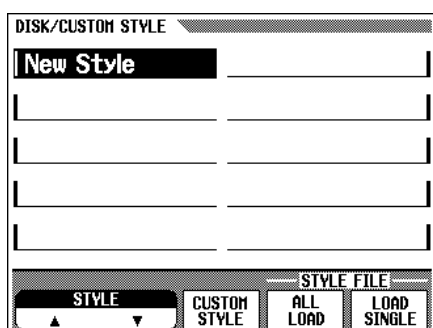 DISK/CUSTOM STYLE
New Style
STYLE FILE
STYLE
▲ ▼
CUSTOM
STYLE
ALL
LOAD
LOAD
SINGLE